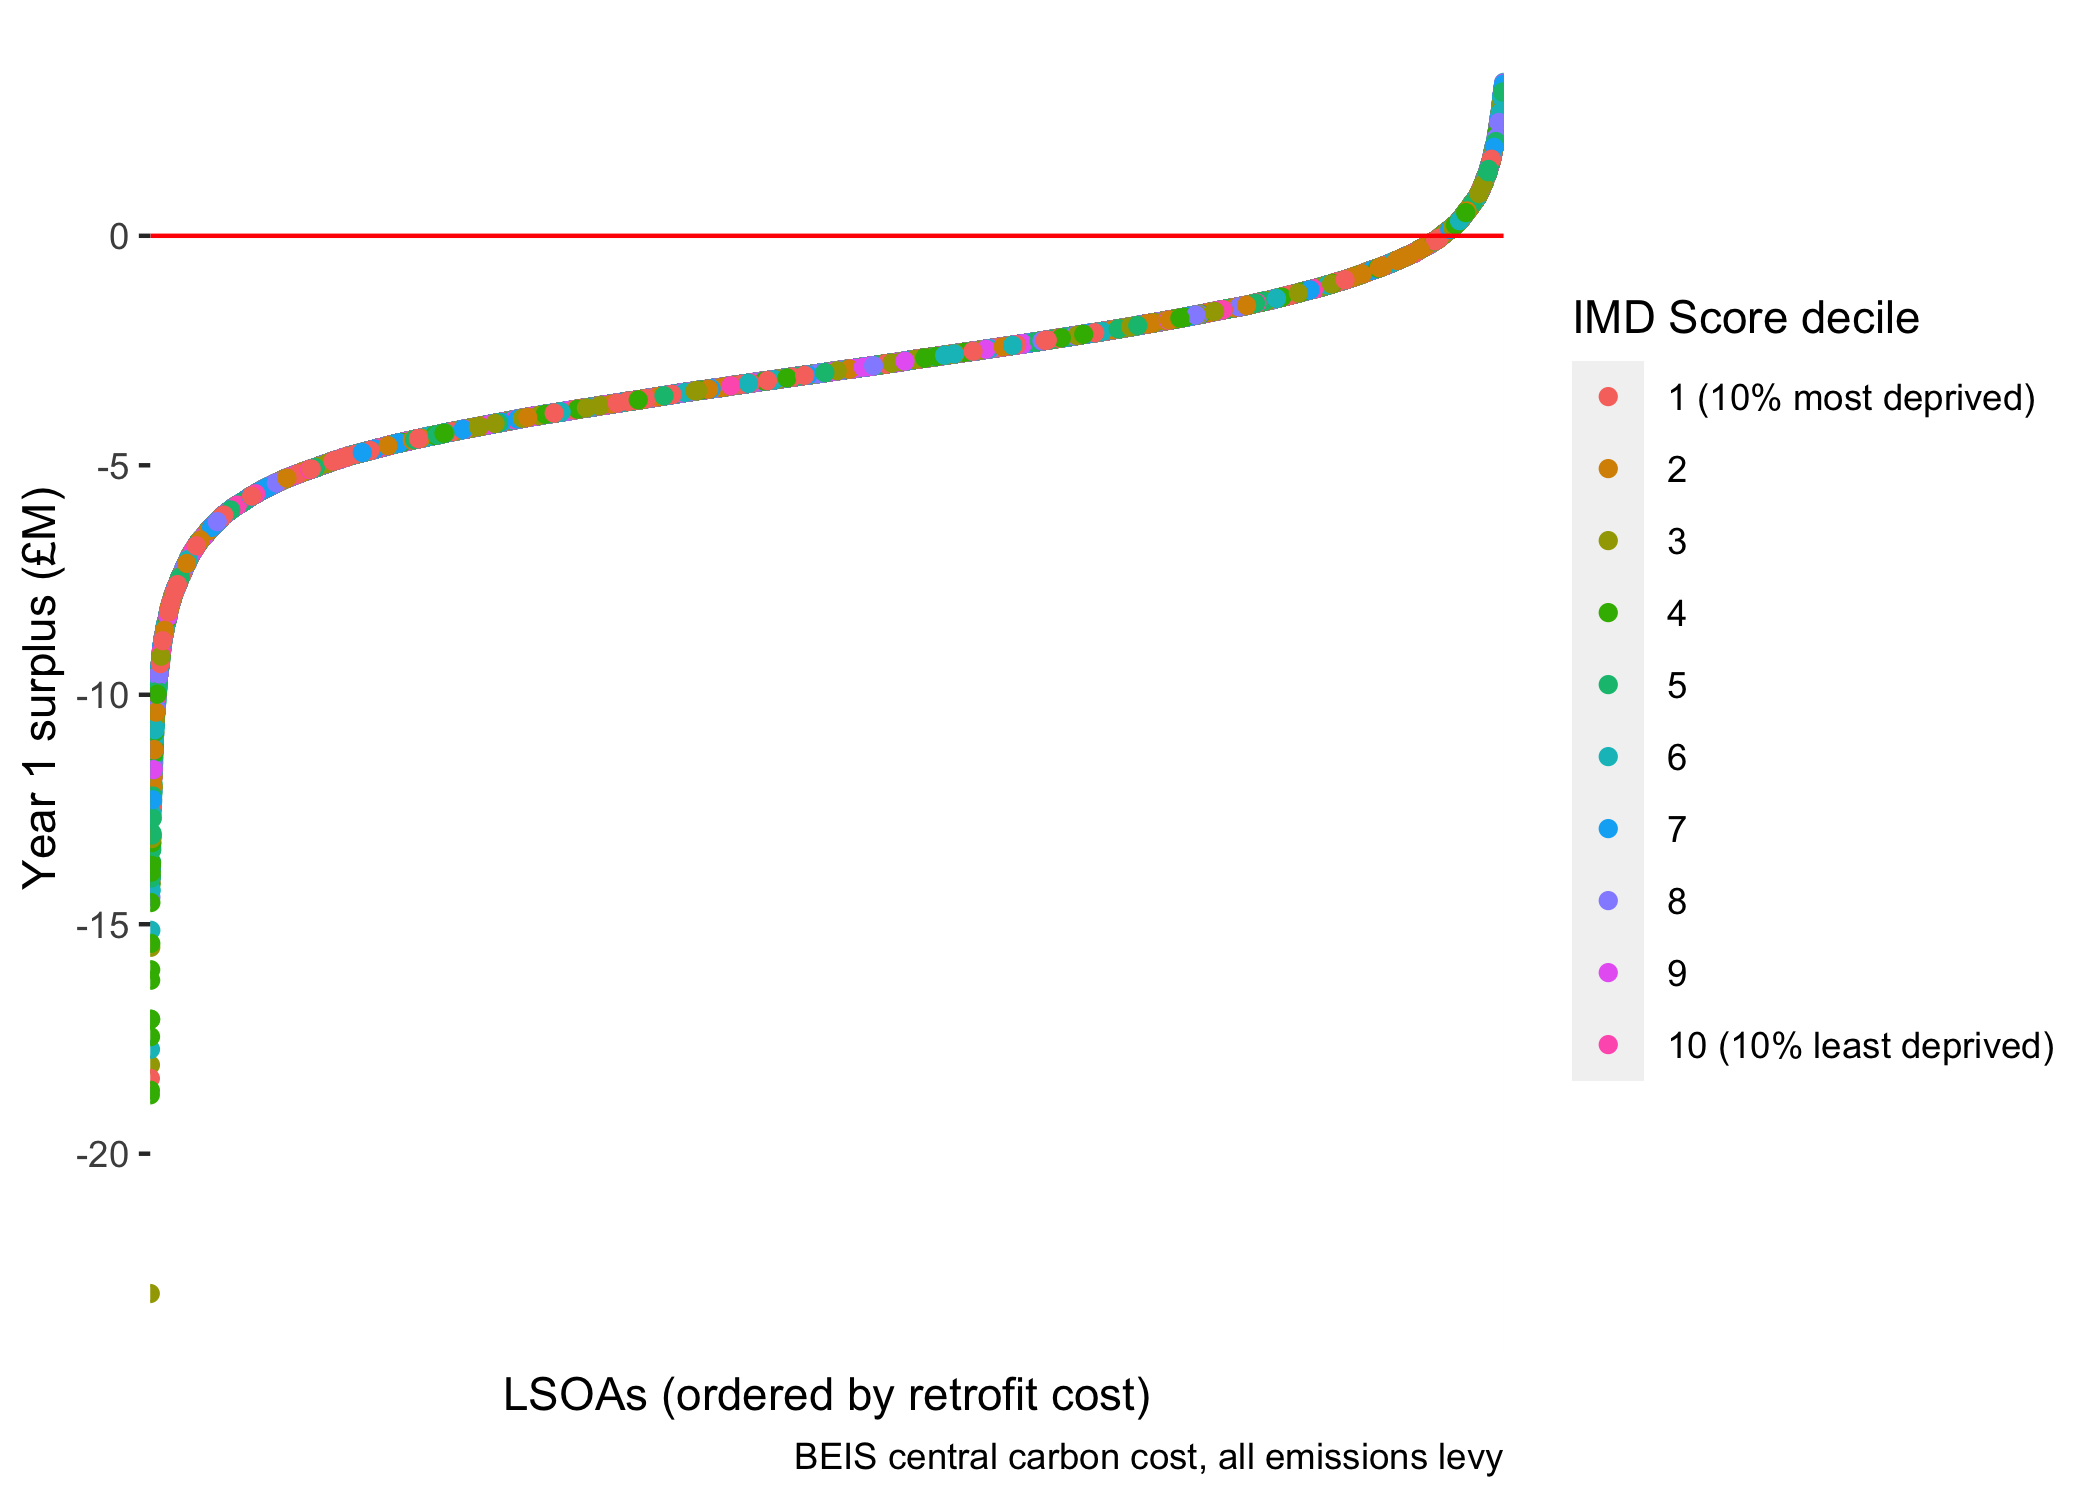 Year 1 surplus (£M)
0
-5
-10
-15
-20
LSOAs (ordered by retrofit cost)
BEIS central carbon cost, all emissions levy
IMD Score decile
1 (10% most deprived)
2
3
4
5
6
7
8
9
10 (10% least deprived)